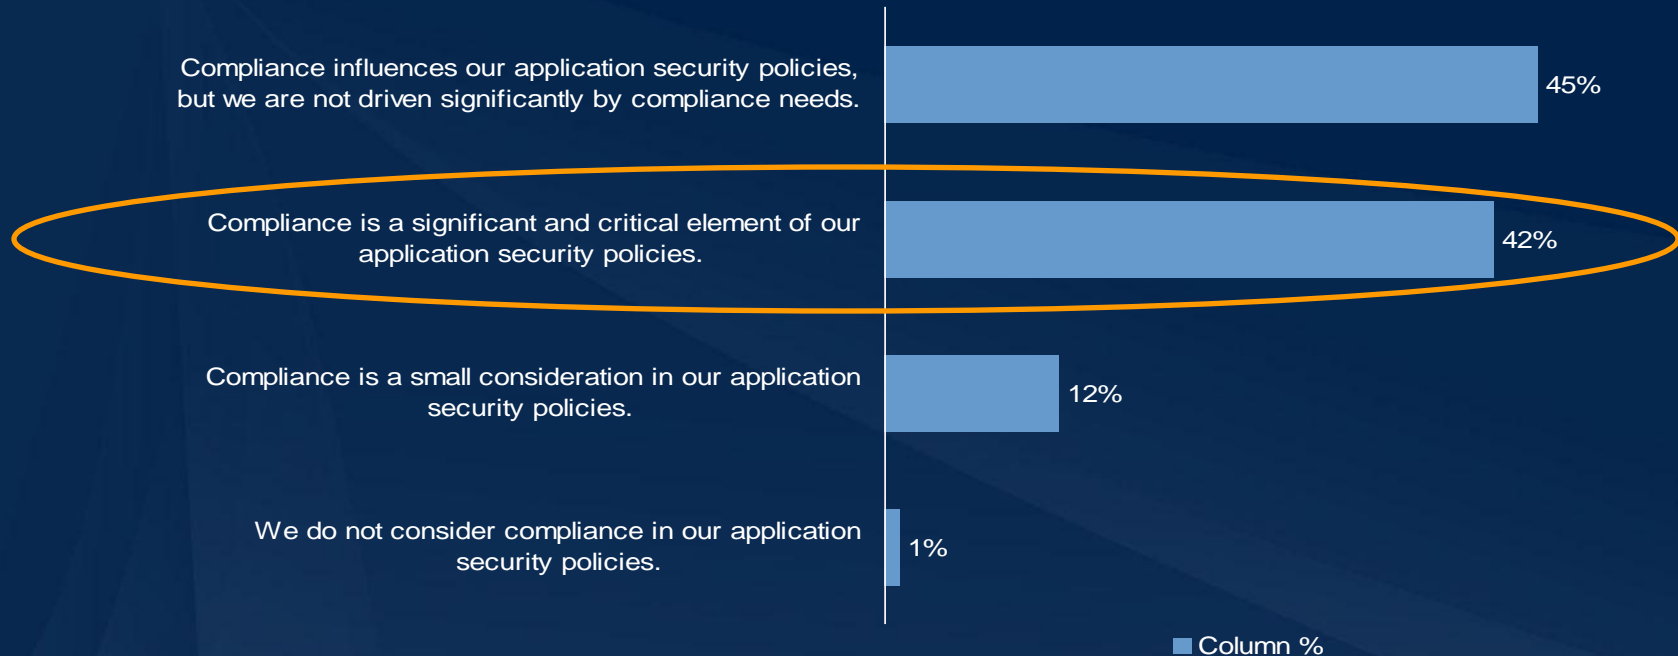 Compliance influences our application security policies,
but we are not driven significantly by compliance needs.
45%
Compliance is a significant and critical element of our
application security policies.
42%
Compliance is a small consideration in our application
security policies.
12%
We do not consider compliance in our application
security policies.
1%
Column %